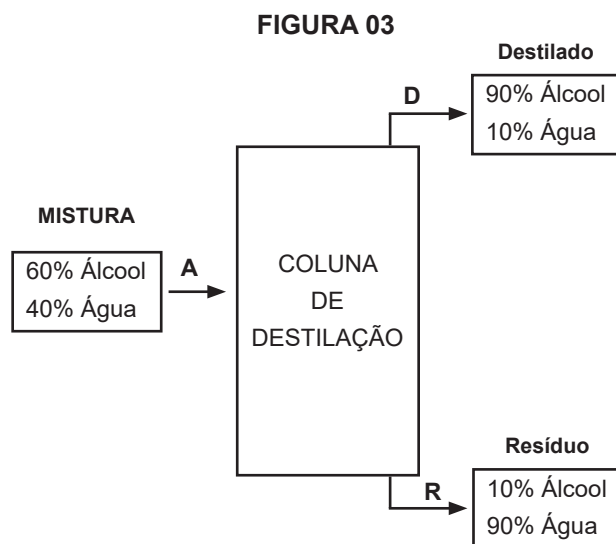 FIGURA 03
Destilado
D
90% Álcool
10% Água
MISTURA
60% Álcool
40% Água
A
COLUNA
DE
DESTILAÇÃO
Resíduo
R
10% Álcool
90% Água